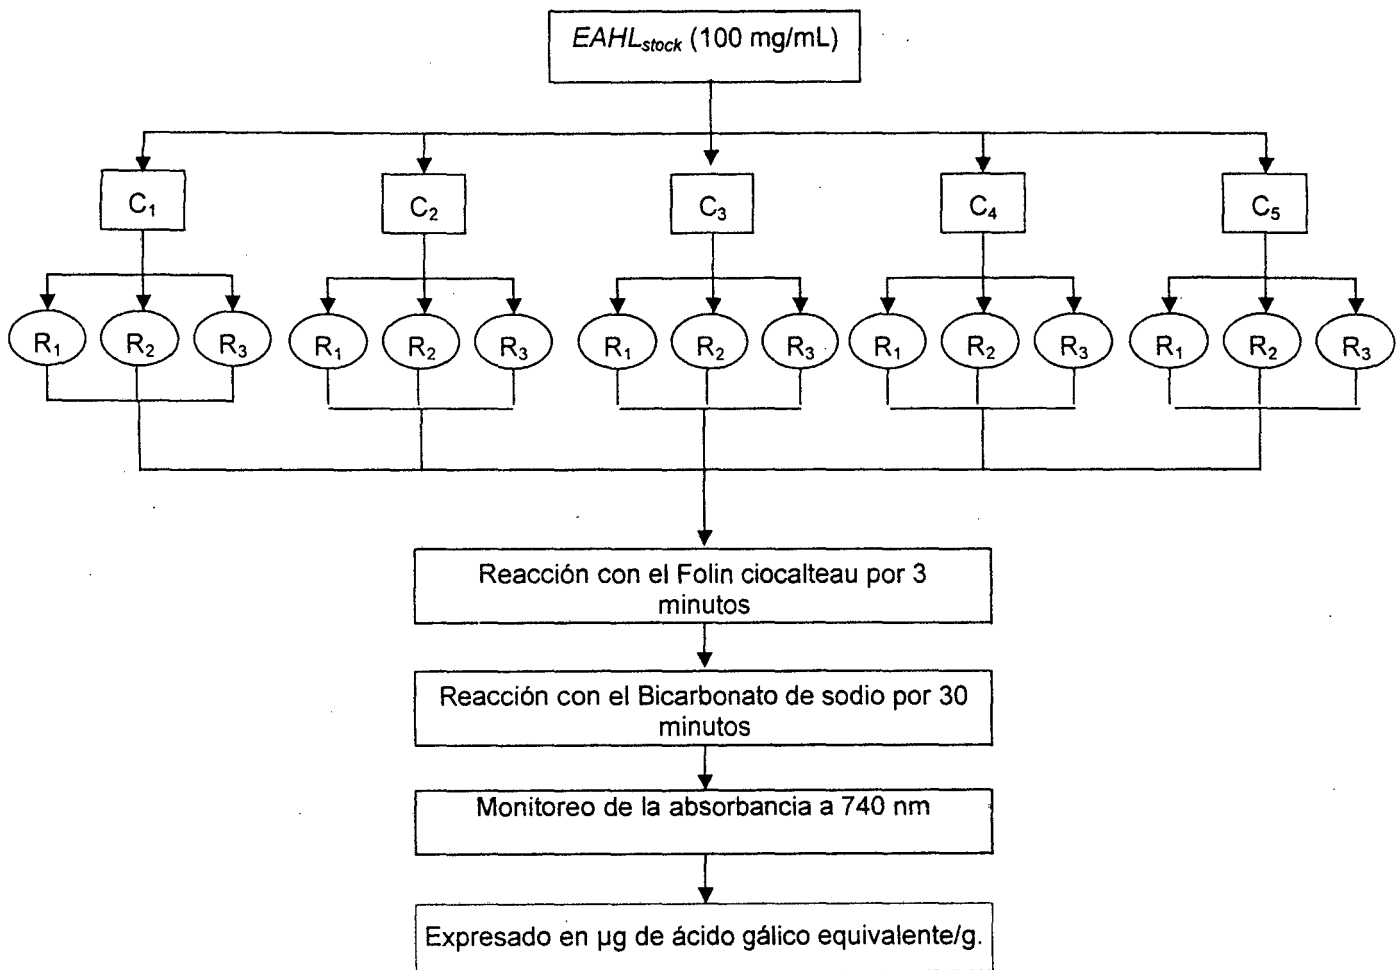 EAHLstock (100 mg/mL)
C1 C2 C3 C4 C5
R1 R2 R3 R1 R2 R3 R1 R2 R3 R1 R2 R3 R1 R2 R3
Reacción con el Folin ciocalteau por 3
minutos
Reacción con el Bicarbonato de sodio por 30
minutos
Monitoreo de la absorbancia a 740 nm
Expresado en µg de ácido gálico equivalente/g.